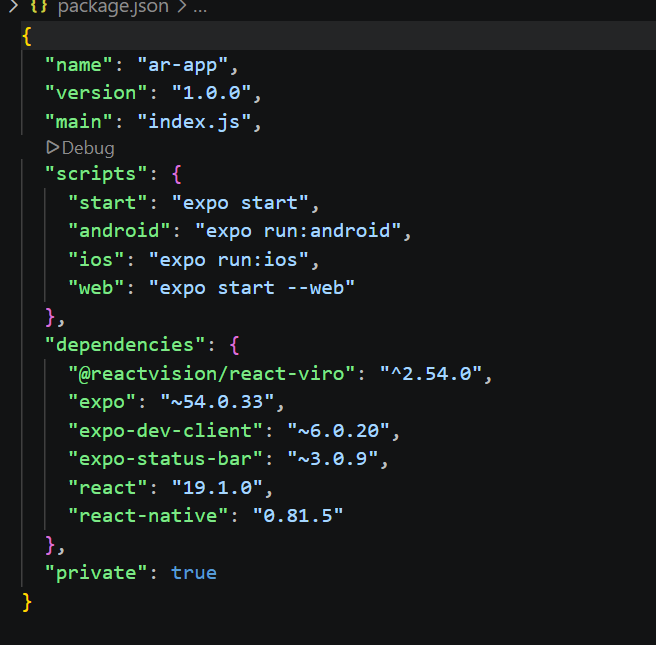 > {} package.json > ...
{
"name": "ar-app",
"version": "1.0.0",
"main": "index.js",
Debug
"scripts": {
"start": "expo start",
"android": "expo run:android",
"ios": "expo run:ios",
"web": "expo start --web"
},
"dependencies": {
"@reactvision/react-viro": "^2.54.0",
"expo": "~54.0.33",
"expo-dev-client": "~6.0.20",
"expo-status-bar": "~3.0.9",
"react": "19.1.0",
"react-native": "0.81.5"
},
"private": true
}